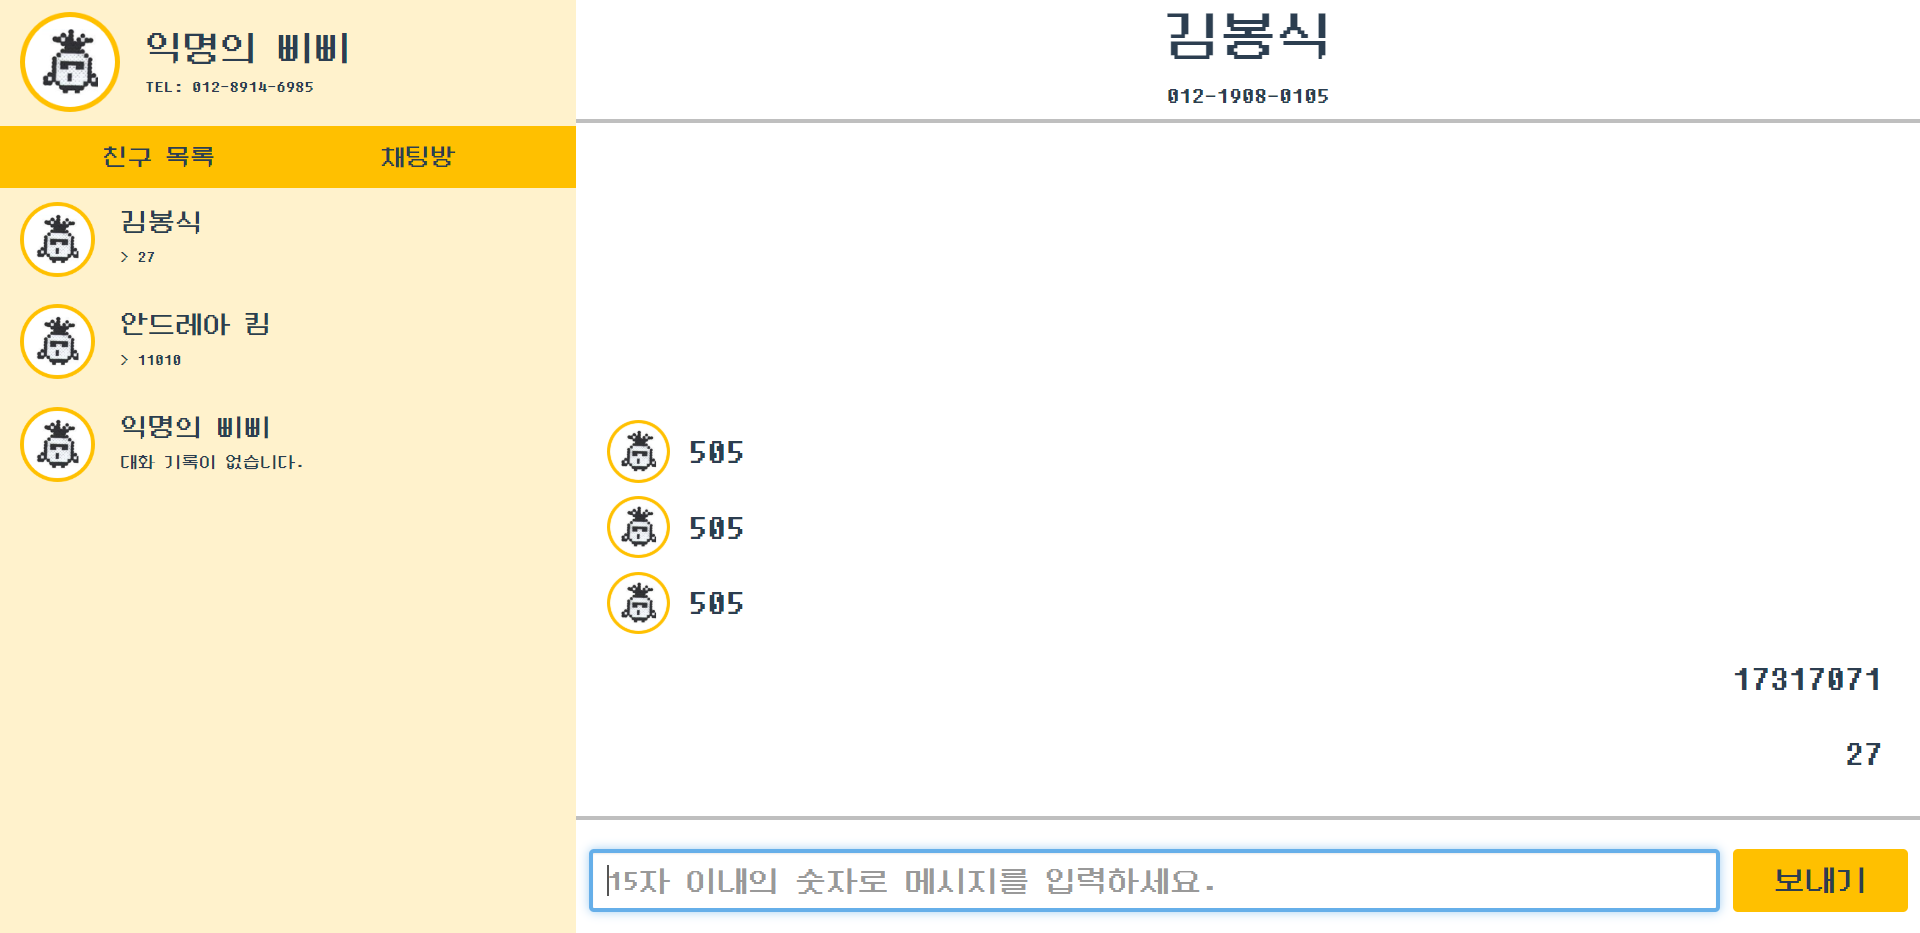 익명의 삐삐
TEL: 012-8914-6985
친구 목록
채팅방
김봉식
> 27
안드레아 킴
> 11010
익명의 삐삐
대화 기록이 없습니다.
김봉식
012-1908-0105
505
505
505
17317071
27
15자 이내의 숫자로 메시지를 입력하세요.
보내기